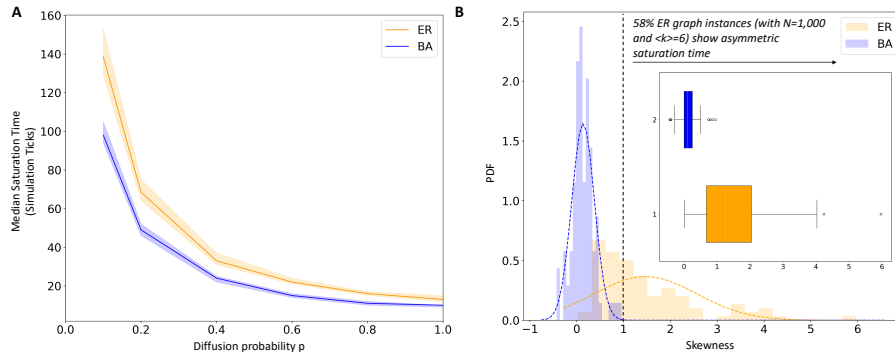 A
160
140
120
100
80
60
40
20
0.0
0.2
0.4
0.6
0.8
1.0
Median Saturation Time
(Simulation Ticks)
Diffusion probability p
ER
BA
B
58% ER graph instances (with N=1,000
and <k>=6) show asymmetric
saturation time
ER
BA
2.5
2.0
1.5
1.0
0.5
0.0
−1
0
1
2
3
4
5
6
PDF
Skewness
2
1
0
1
2
3
4
5
6